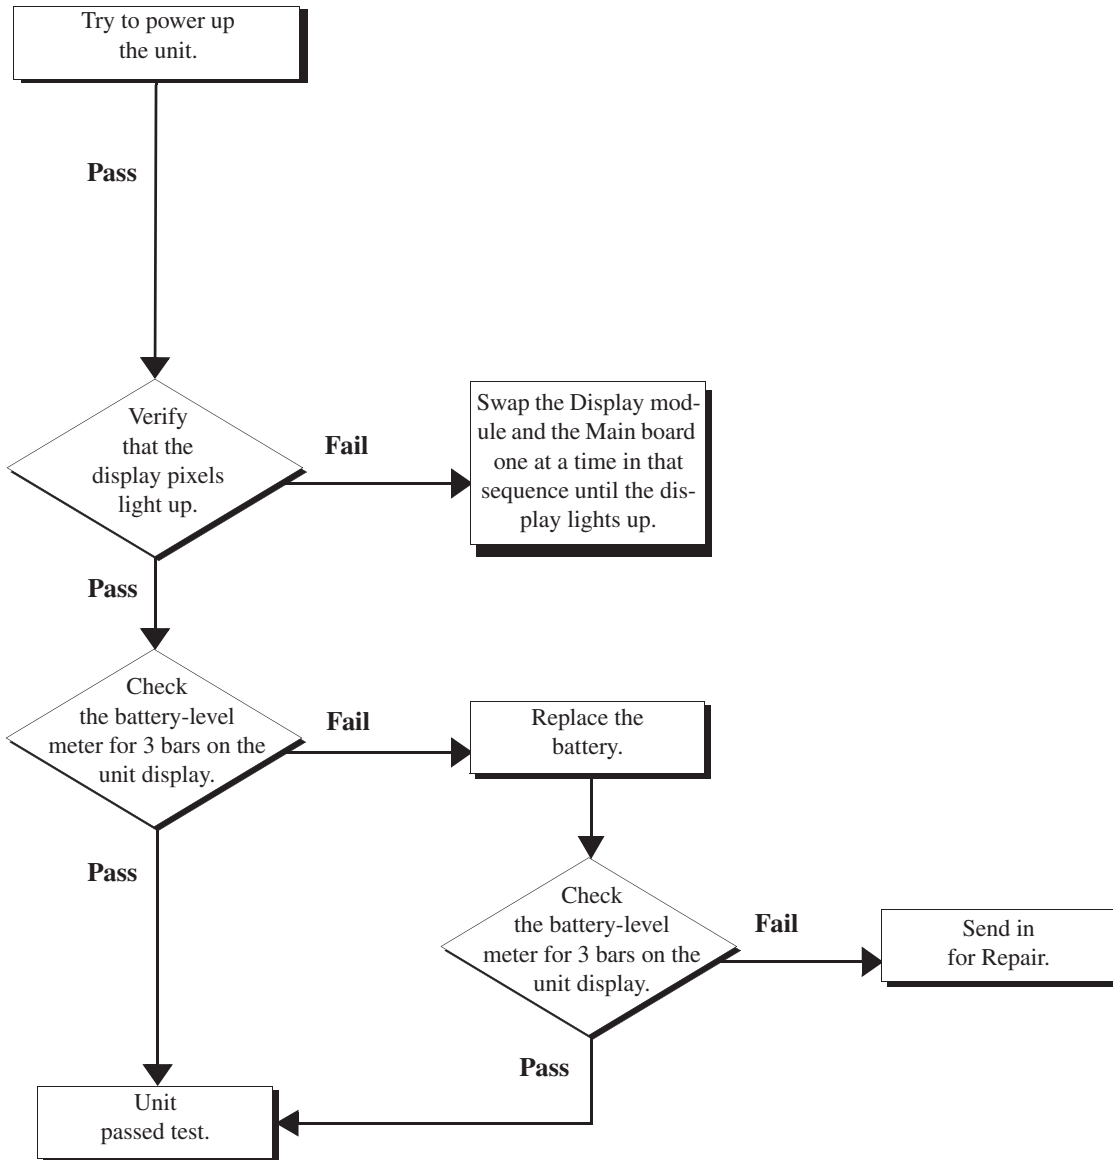 Try to power up
the unit.
Pass
Verify
that the
display pixels
light up.
Fail
Swap the Display mod-
ule and the Main board
one at a time in that
sequence until the dis-
play lights up.
Pass
Check
the battery-level
meter for 3 bars on the
unit display.
Fail
Replace the
battery.
Pass
Check
the battery-level
meter for 3 bars on the
unit display.
Fail
Send in
for Repair.
Pass
Unit
passed test.